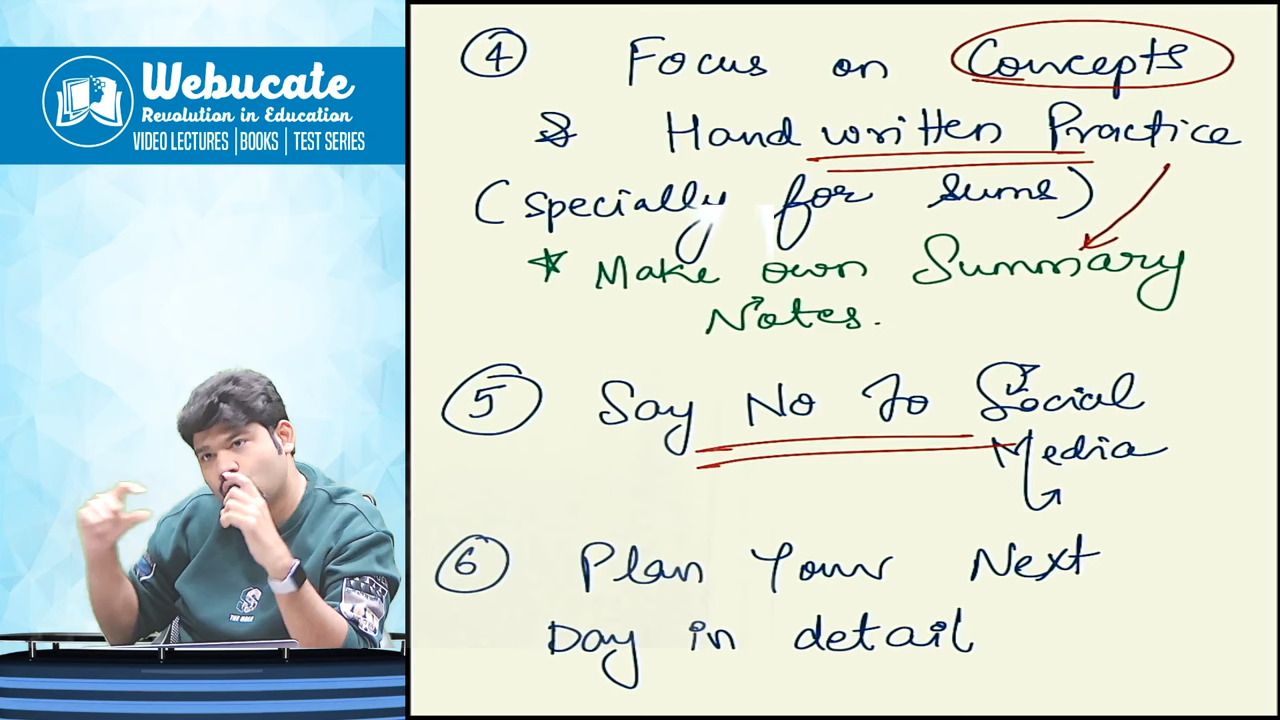 Webucate
Revolution in Education
VIDEO LECTURES | BOOKS | TEST SERIES
④ Focus on Concepts
& Hand written Practice
(specially for sums)
* Make own Summary
Notes.
⑤ Say No To Social
Media
⑥ Plan Your Next
Day in detail